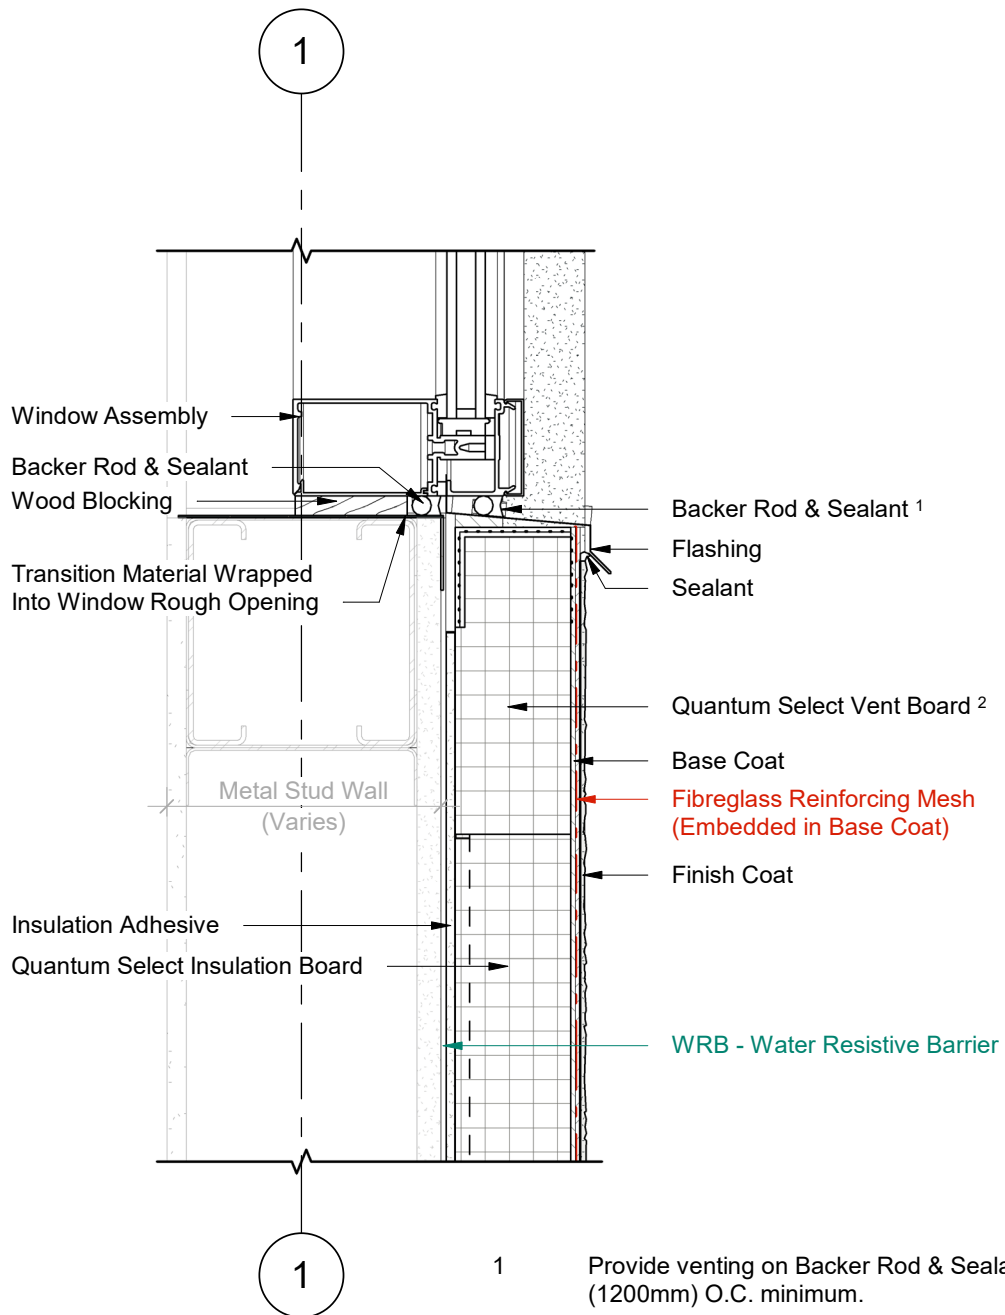 1
Window Assembly
Backer Rod & Sealant
Wood Blocking
Transition Material Wrapped
Into Window Rough Opening
Backer Rod & Sealant 1
Flashing
Sealant
Quantum Select Vent Board 2
Base Coat
Fibreglass Reinforcing Mesh
(Embedded in Base Coat)
Finish Coat
Metal Stud Wall
(Varies)
Insulation Adhesive
Quantum Select Insulation Board
WRB - Water Resistive Barrier
1
1 Provide venting on Backer Rod &
(1200mm) O.C. minimum.